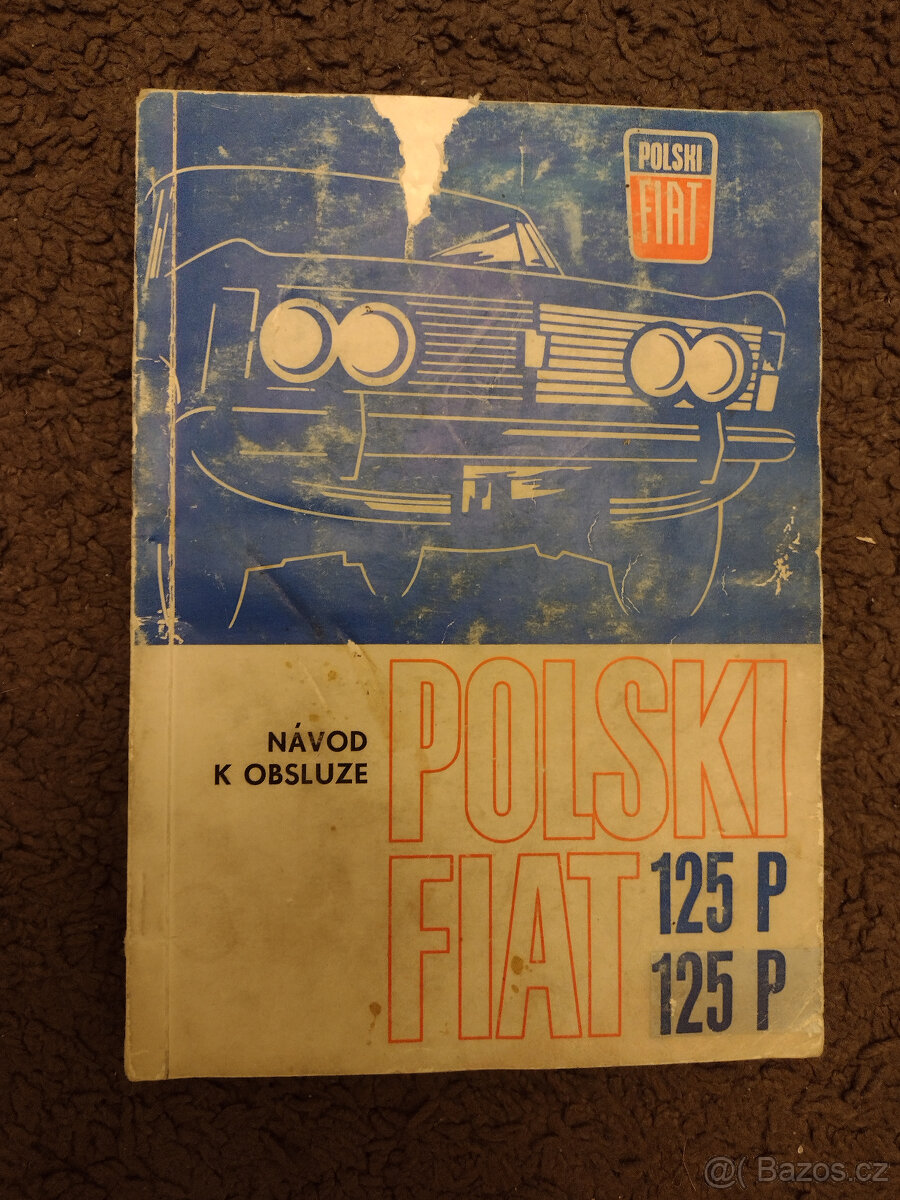 POLSKI
FIAT
NÁVOD
K OBSLUZE
POLSKI
FIAT
125 P
125 P
@( Bazos.cz